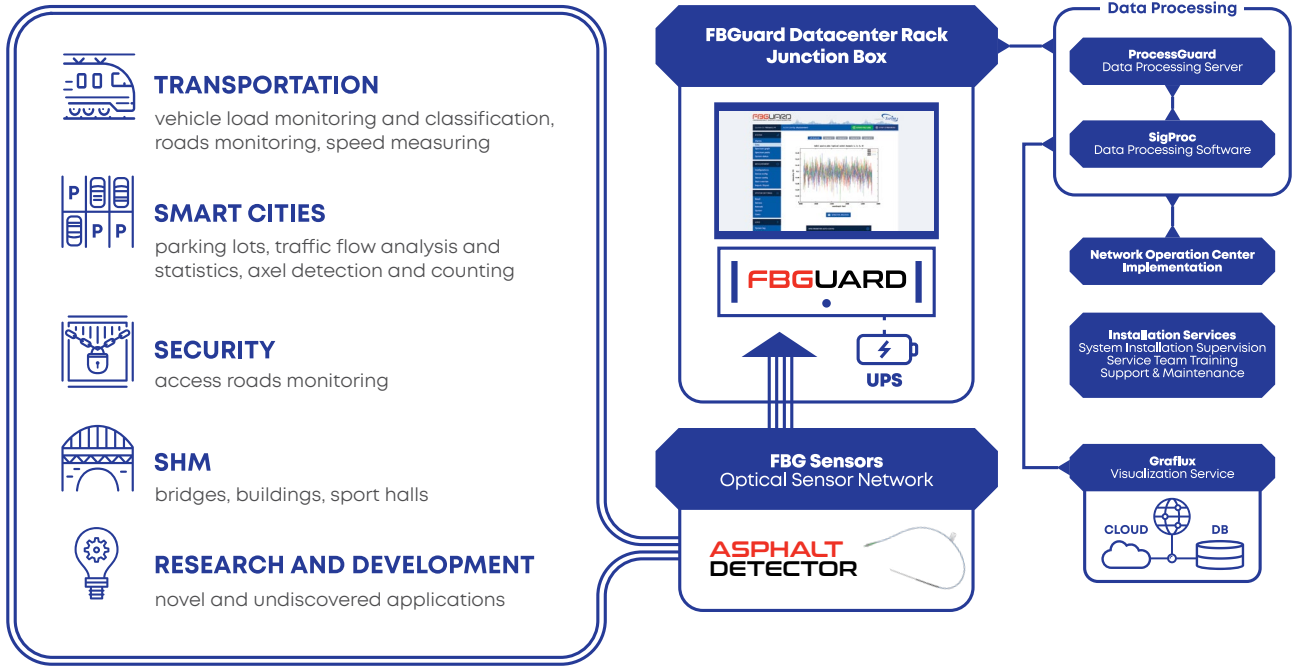 TRANSPORTATION
vehicle load monitoring and classification,
roads monitoring, speed measuring
P
P P
SMART CITIES
parking lots, traffic flow analysis and
statistics, axel detection and counting
SECURITY
access roads monitoring
SHM
bridges, buildings, sport halls
RESEARCH AND DEVELOPMENT
novel and undiscovered applications
FBGuard Datacenter Rack
Junction Box
FBGUARD
FBGUARD
UPS
FBG Sensors
Optical Sensor Network
ASPHALT
DETECTOR
Data Processing
ProcessGuard
Data Processing Server
SigProc
Data Processing Software
Network Operation Center
Implementation
Installation Services
System Installation Supervision
Service Team Training
Support & Maintenance
Graflux
Visualization Service
CLOUD
DB